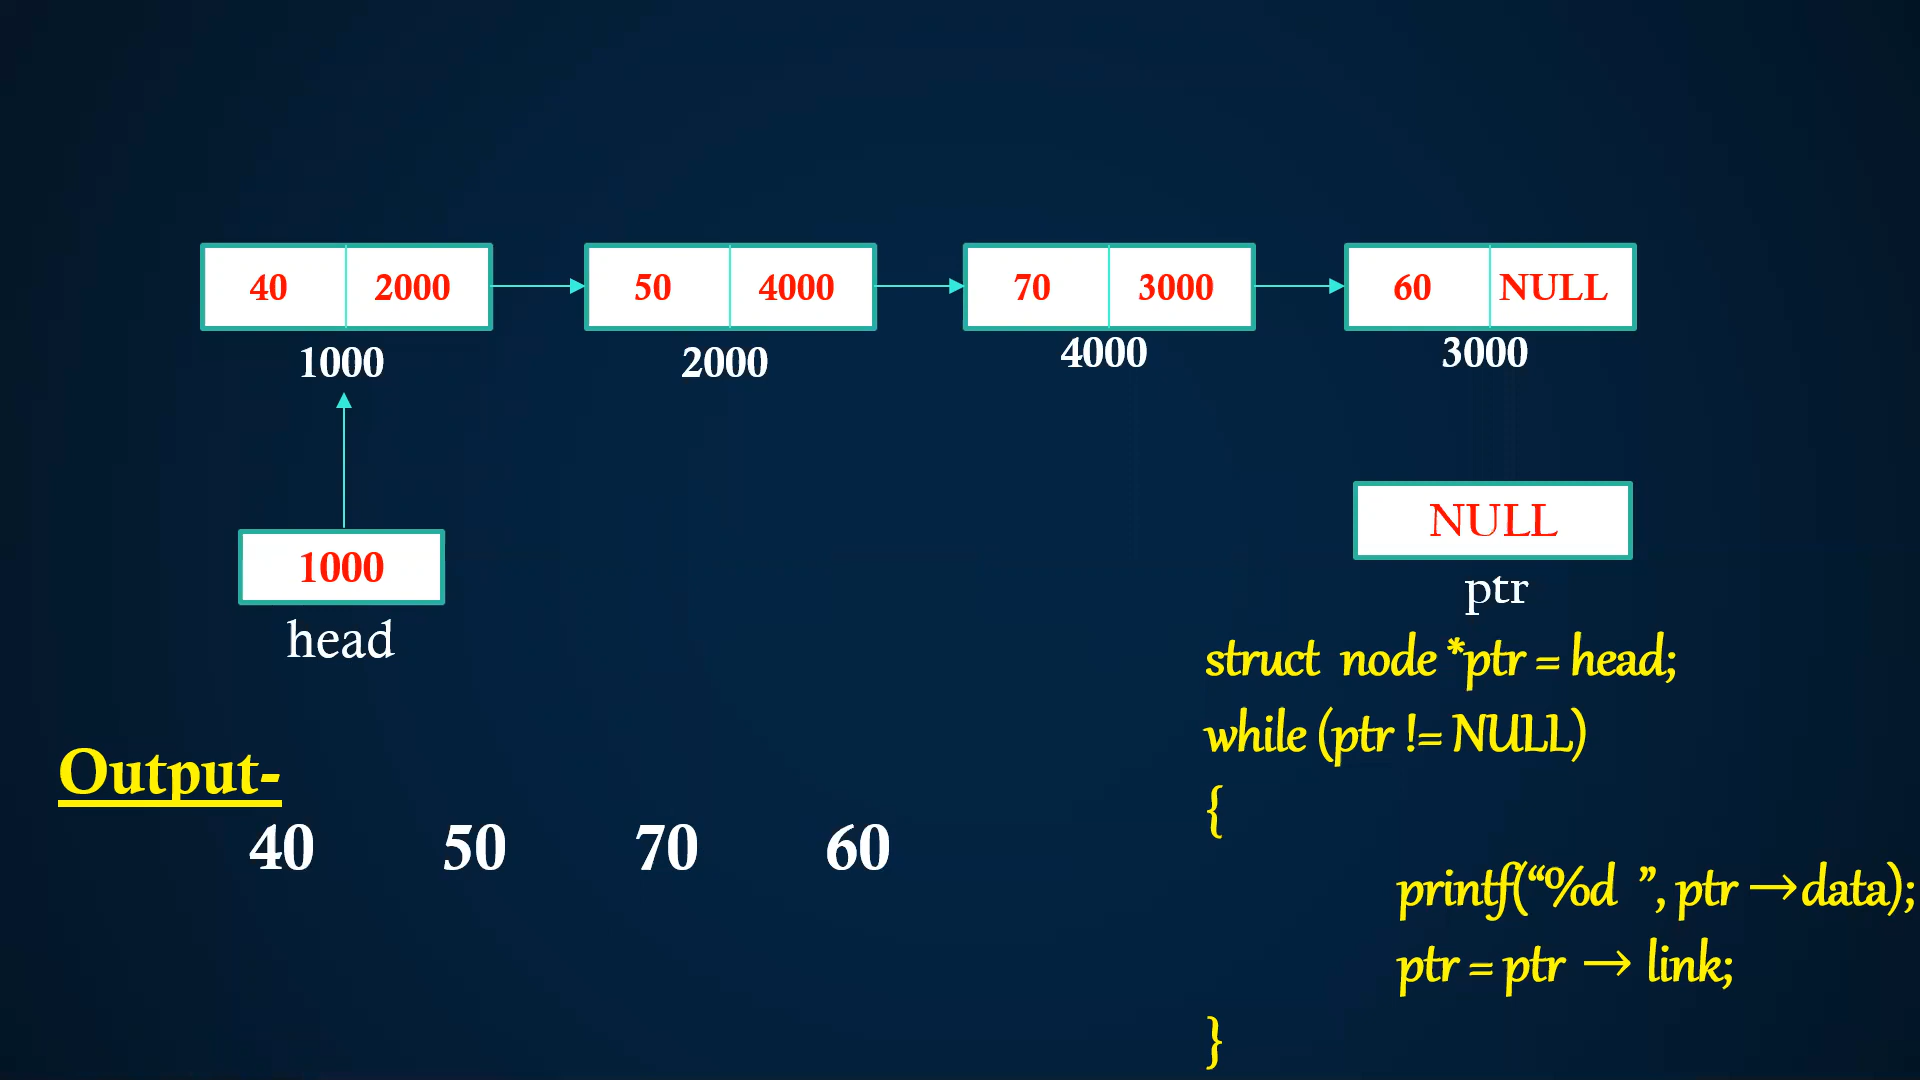 40 2000 50 4000 70 3000 60 NULL
1000 2000 4000 3000
NULL
1000
ptr
head
struct node *ptr = head;
while (ptr != NULL)
{
printf(“%d ”, ptr →data);
ptr = ptr → link;
}
Output-
40 50 70 60